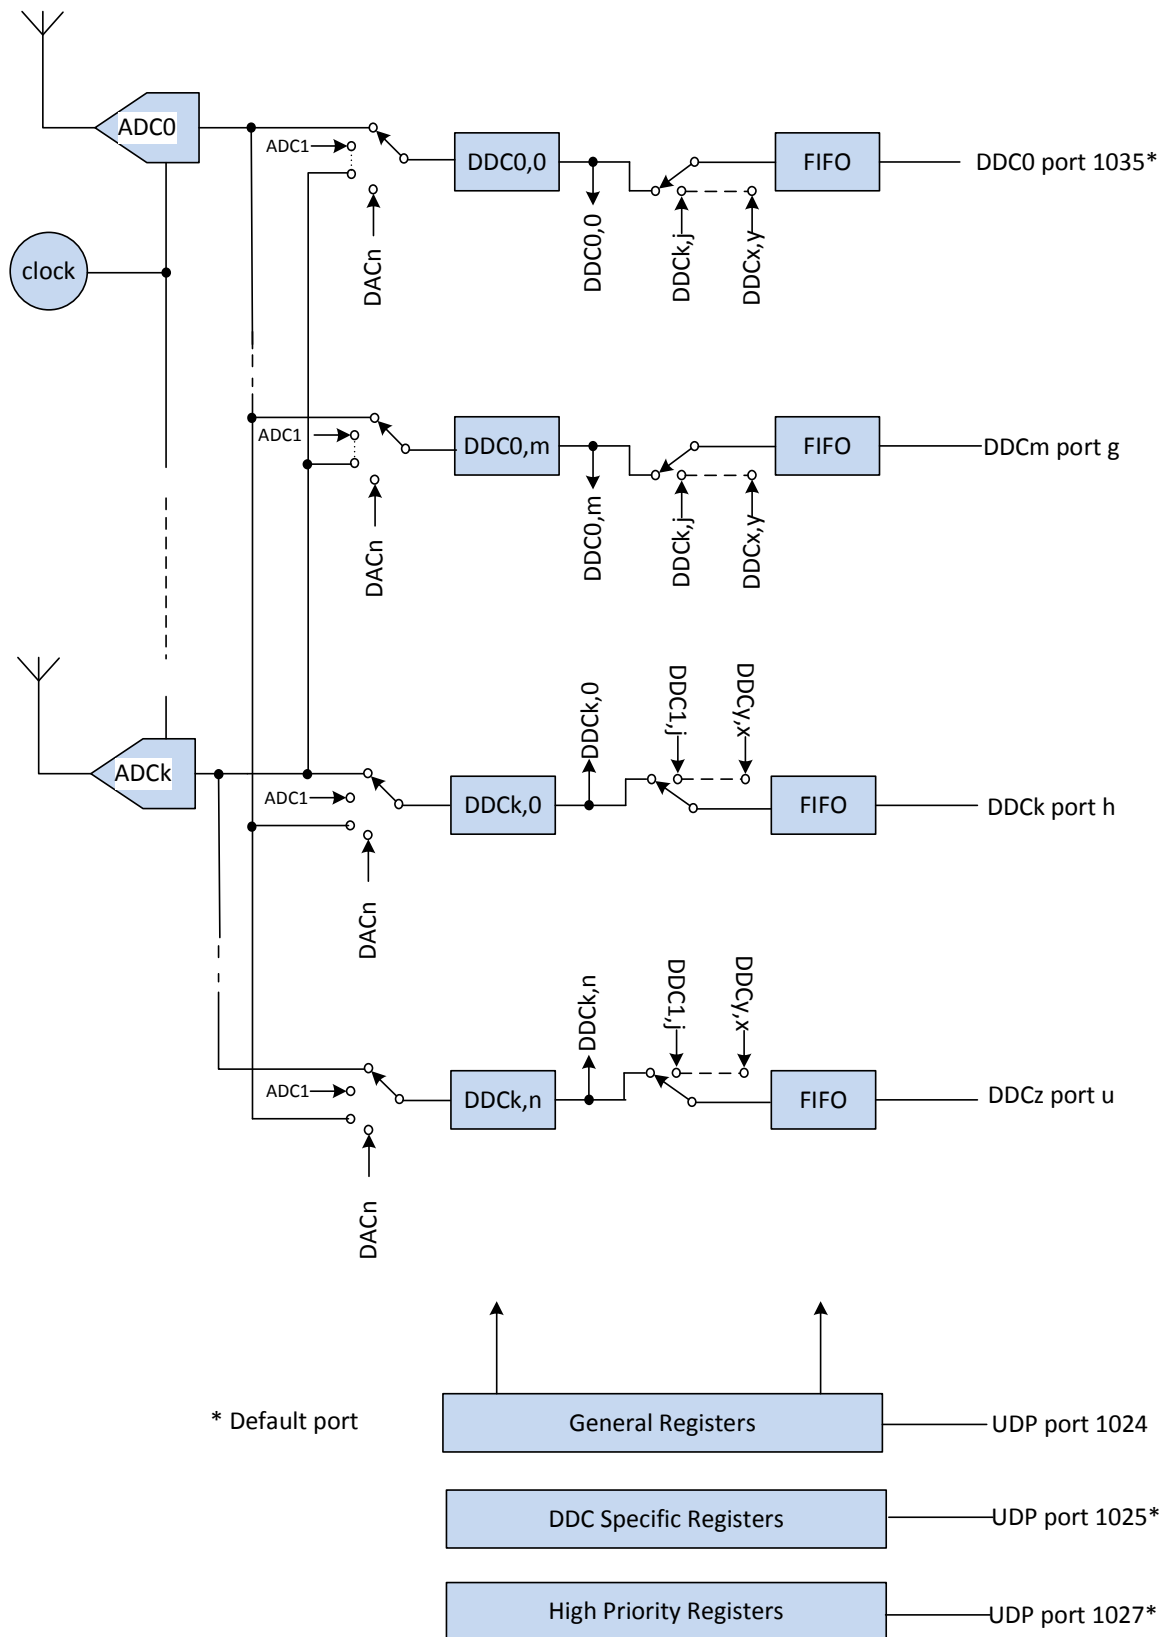 ADC0
ADC1
DDC0,0
FIFO
DDC0 port 1035*
clock
DACn
DDC0,0
DDCk,j
DDCx,y
ADC1
DDC0,m
FIFO
DDCm port g
DACn
DDC0,m
DDCk,j
DDCx,y
DDCk,0
DDC1,j
DDCy,x
ADCk
ADC1
DDCk,0
FIFO
DDCk port h
DACn
DDCk,n
DDC1,j
DDCy,x
ADC1
DDCk,n
FIFO
DDCz port u
DACn
* Default port
General Registers
UDP port 1024
DDC Specific Registers
UDP port 1025*
High Priority Registers
UDP port 1027*